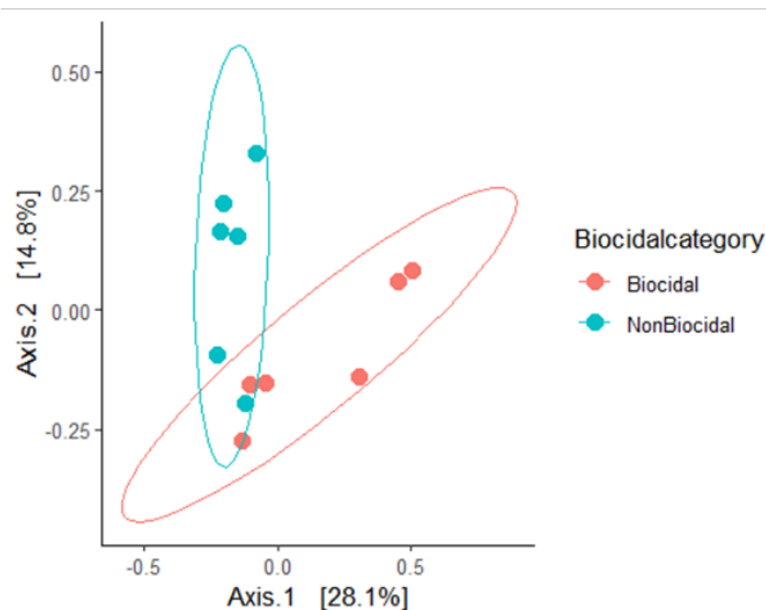 0.50
0.25
0.00
-0.25
Axis.2 [14.8%]
-0.5
0.0
0.5
Axis.1 [28.1%]
Biocidalcategory
Biocidal
NonBiocidal